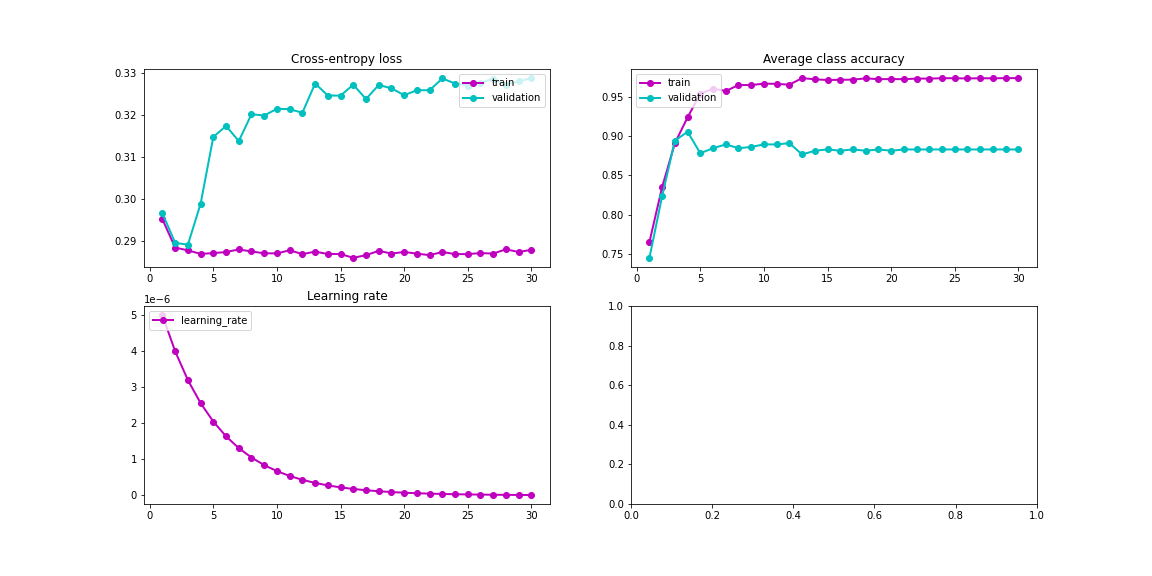 Cross-entropy loss
0.33
0.32
0.31
0.30
0.29
0 5 10 15 20 25 30
train
validation
Average class accuracy
0.95
0.90
0.85
0.80
0.75
0 5 10 15 20 25 30
train
validation
Learning rate
1e−6
5
4
3
2
1
0
0 5 10 15 20 25 30
learning_rate
1.0
0.8
0.6
0.4
0.2
0.0
0.0 0.2 0.4 0.6 0.8 1.0